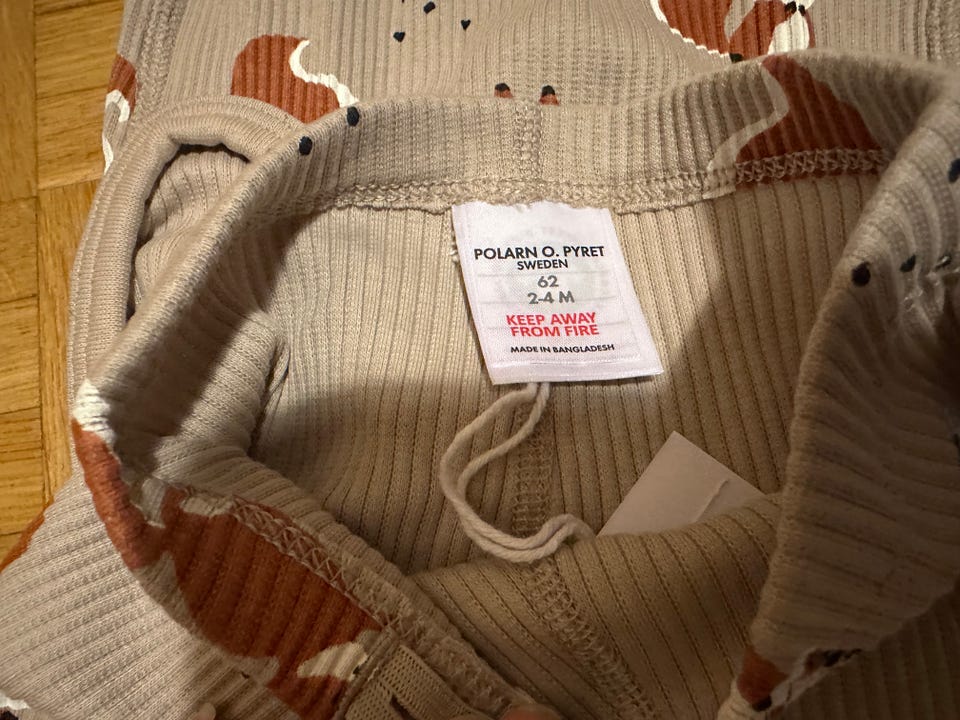 POLARN O. PYRET
SWEDEN
62
2-4 M
KEEP AWAY
FROM FIRE
MADE IN BANGLADESH